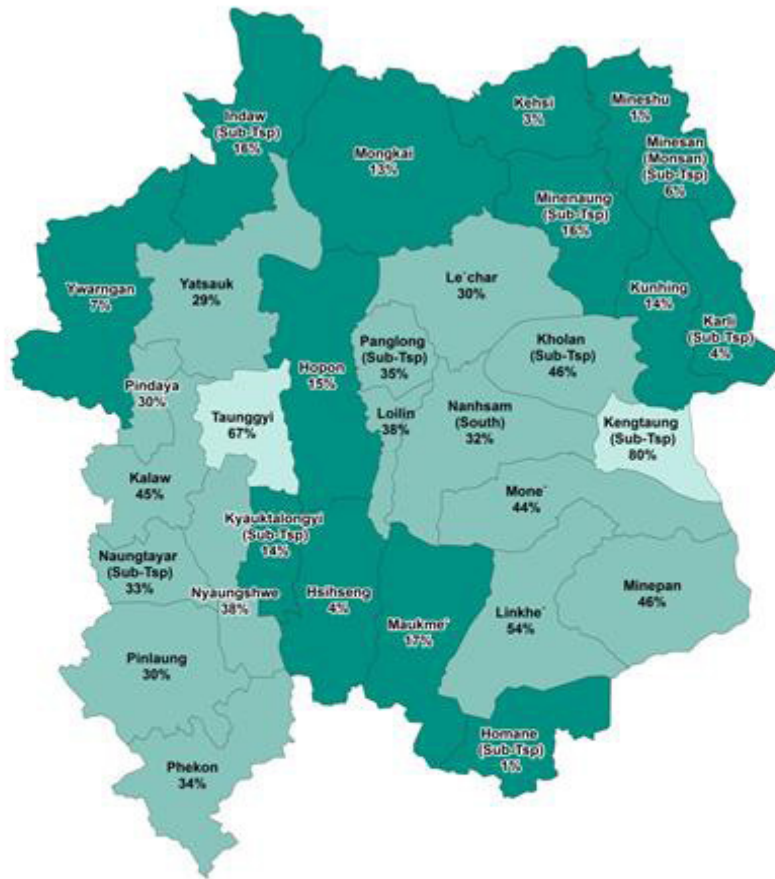 Kehsi
3%
Mineshu
1%
Indaw
(Sub-Tsp)
16%
Mongkai
13%
Minesan
(Monsan)
(Sub-Tsp)
6%
Minenaung
(Sub-Tsp)
16%
Ywarngan
7%
Yatsauk
29%
Le`char
30%
Kunhing
14%
Karli
(Sub-Tsp)
4%
Panglong
(Sub-Tsp)
35%
Kholan
(Sub-Tsp)
46%
Hopon
15%
Pindaya
30%
Taunggyi
67%
Loilin
38%
Nanhsam
(South)
32%
Kengtaung
(Sub-Tsp)
80%
Kalaw
45%
Mone`
44%
Kyauktalongyi
(Sub-Tsp)
14%
Naungtayar
(Sub-Tsp)
33%
Nyaungshwe
38%
Hsihseng
4%
Minepan
46%
Linkhe`
54%
Maukme`
17%
Pinlaung
30%
Homane
(Sub-Tsp)
1%
Phekon
34%